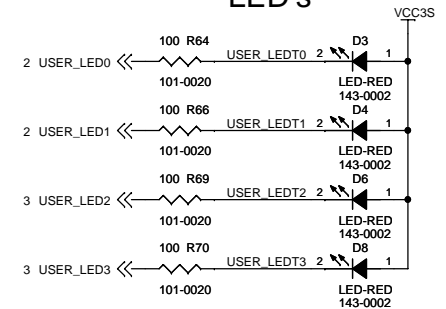 LED's
VCC3S
100 R64 D3
2 USER_LED0 USER_LEDT0 2 1
101-0020 LED-RED
143-0002
100 R66 D4
2 USER_LED1 USER_LEDT1 2 1
101-0020 LED-RED
143-0002
100 R69 D6
3 USER_LED2 USER_LEDT2 2 1
101-0020 LED-RED
143-0002
100 R70 D8
3 USER_LED3 USER_LEDT3 2 1
101-0020 LED-RED
143-0002